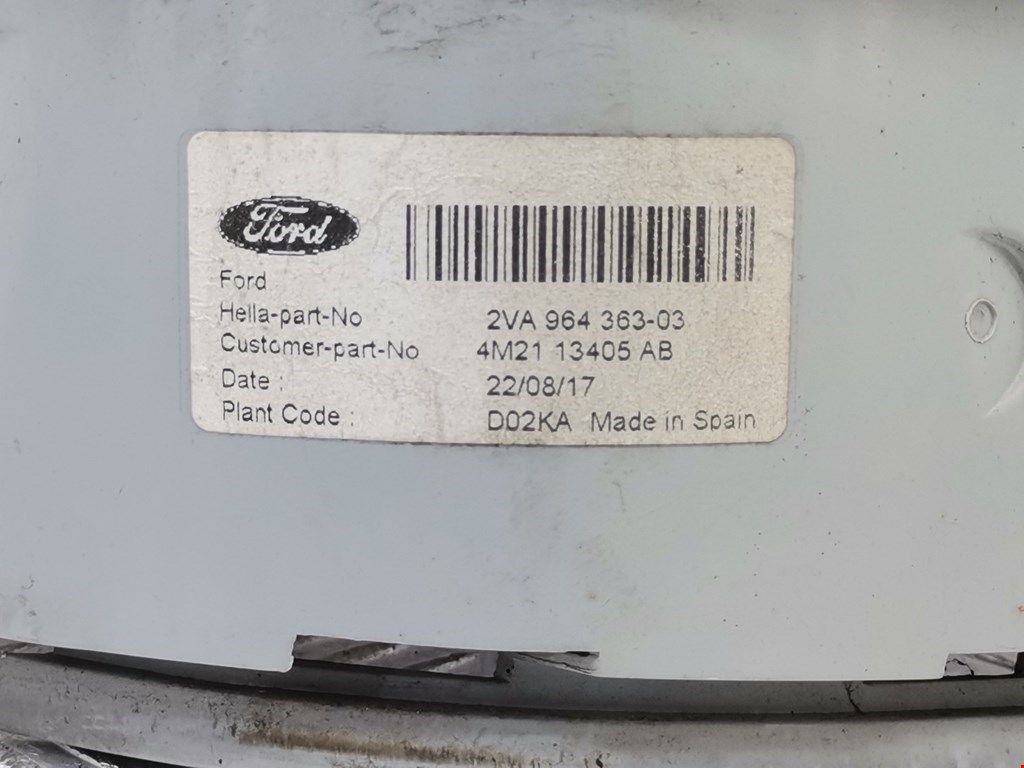 Ford
Ford
Hella-part-No 2VA 964 363-03
Customer-part-No 4M21 13405 AB
Date : 22/08/17
Plant Code : D02KA Made in Spain